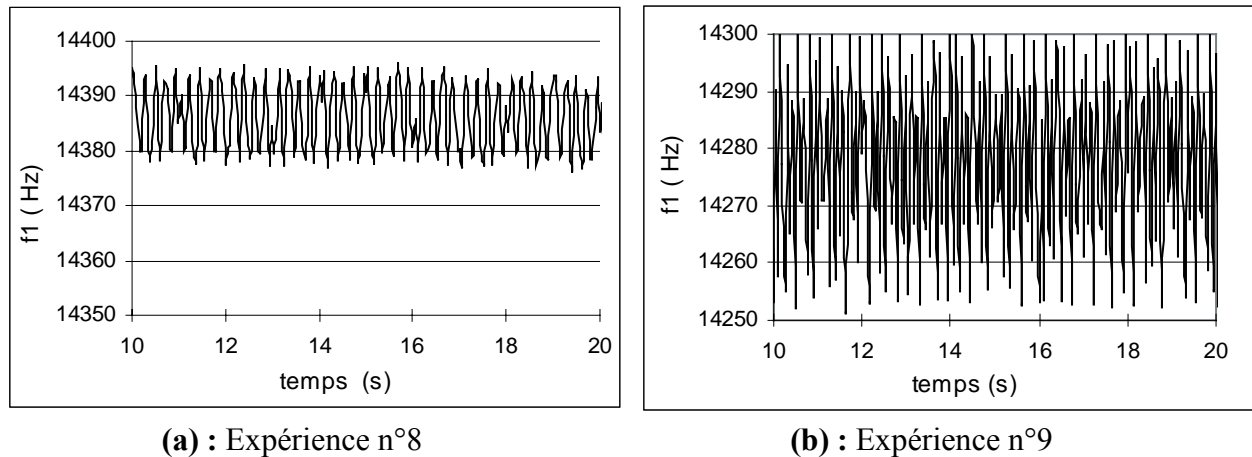 14400
14390
14380
14370
14360
14350
f1 ( Hz)
10 12 14 16 18 20
temps (s)
(a) : Expérience n°8
14300
14290
14280
14270
14260
14250
f1 ( Hz)
10 12 14 16 18 20
temps (s)
(b) : Expérience n°9